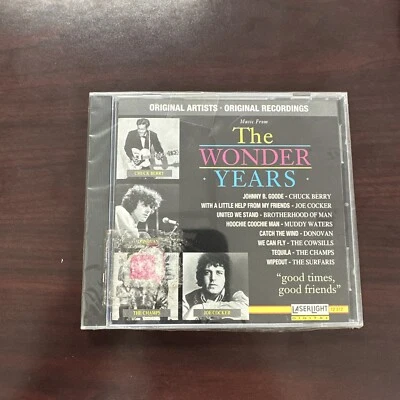 ORIGINAL ARTISTS · ORIGINAL RECORDINGS
Music From
The
WONDER
· YEARS ·
CHUCK BERRY
JOHNNY B. GOODE - CHUCK BERRY
WITH A LITTLE HELP FROM MY FRIENDS - JOE COCKER
UNITED WE STAND - BROTHERHOOD OF MAN
HOOCHIE COOCHIE MAN - MUDDY WATERS
CATCH THE WIND - DONOVAN
WE CAN FLY - THE COWSILLS
TEQUILA - THE CHAMPS
WIPEOUT - THE SURFARIS
"good times,
good friends"
THE CHAMPS
JOE COCKER
LASERLIGHT
DIGITAL